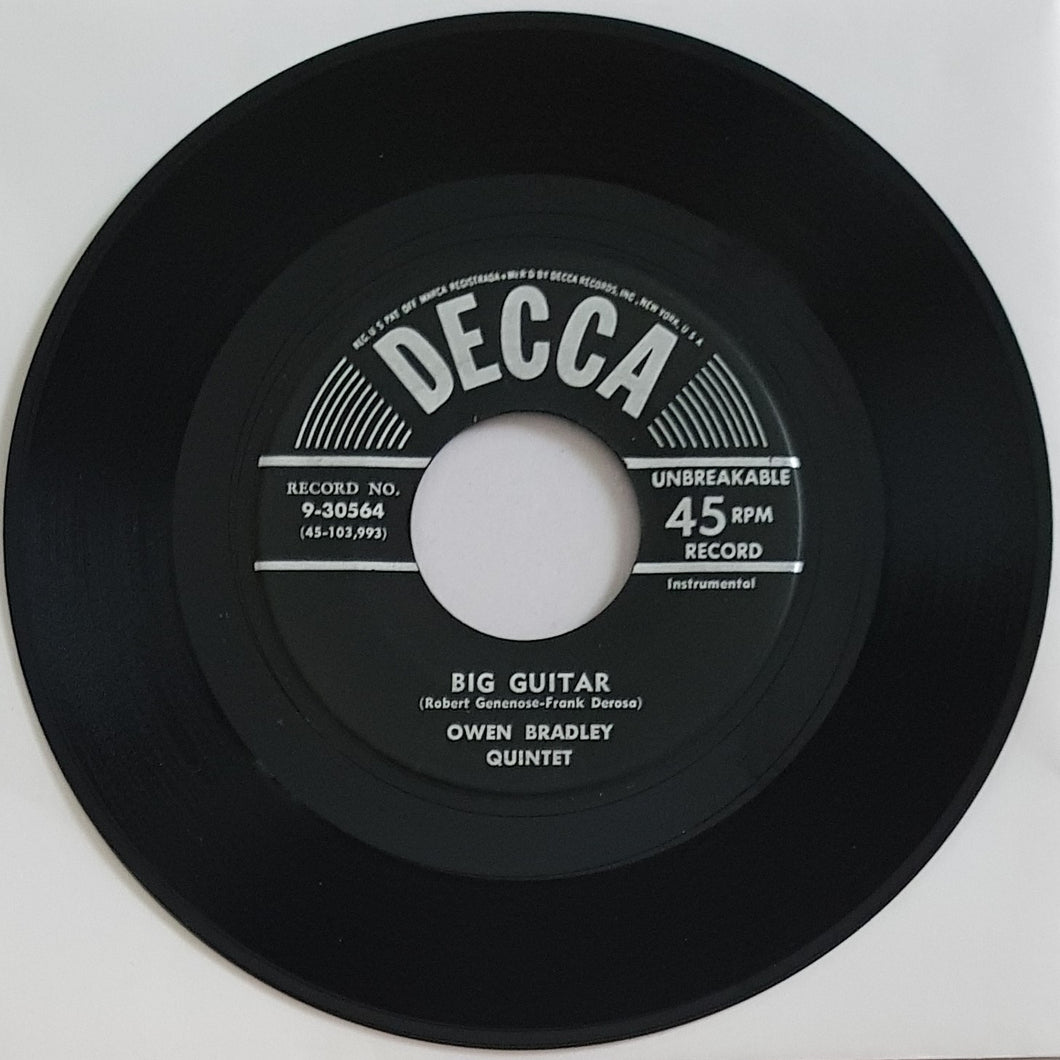 REG. U S PAT OFF MARCA REGISTRADA • MF'R'D BY DECCA RECORDS, INC., NEW YORK, U S A
DECCA
RECORD NO.
9-30564
(45-103,993)
UNBREAKABLE
45 RPM
RECORD
Instrumental
BIG GUITAR
(Robert Genenose-Frank Derosa)
OWEN BRADLEY
QUINTET